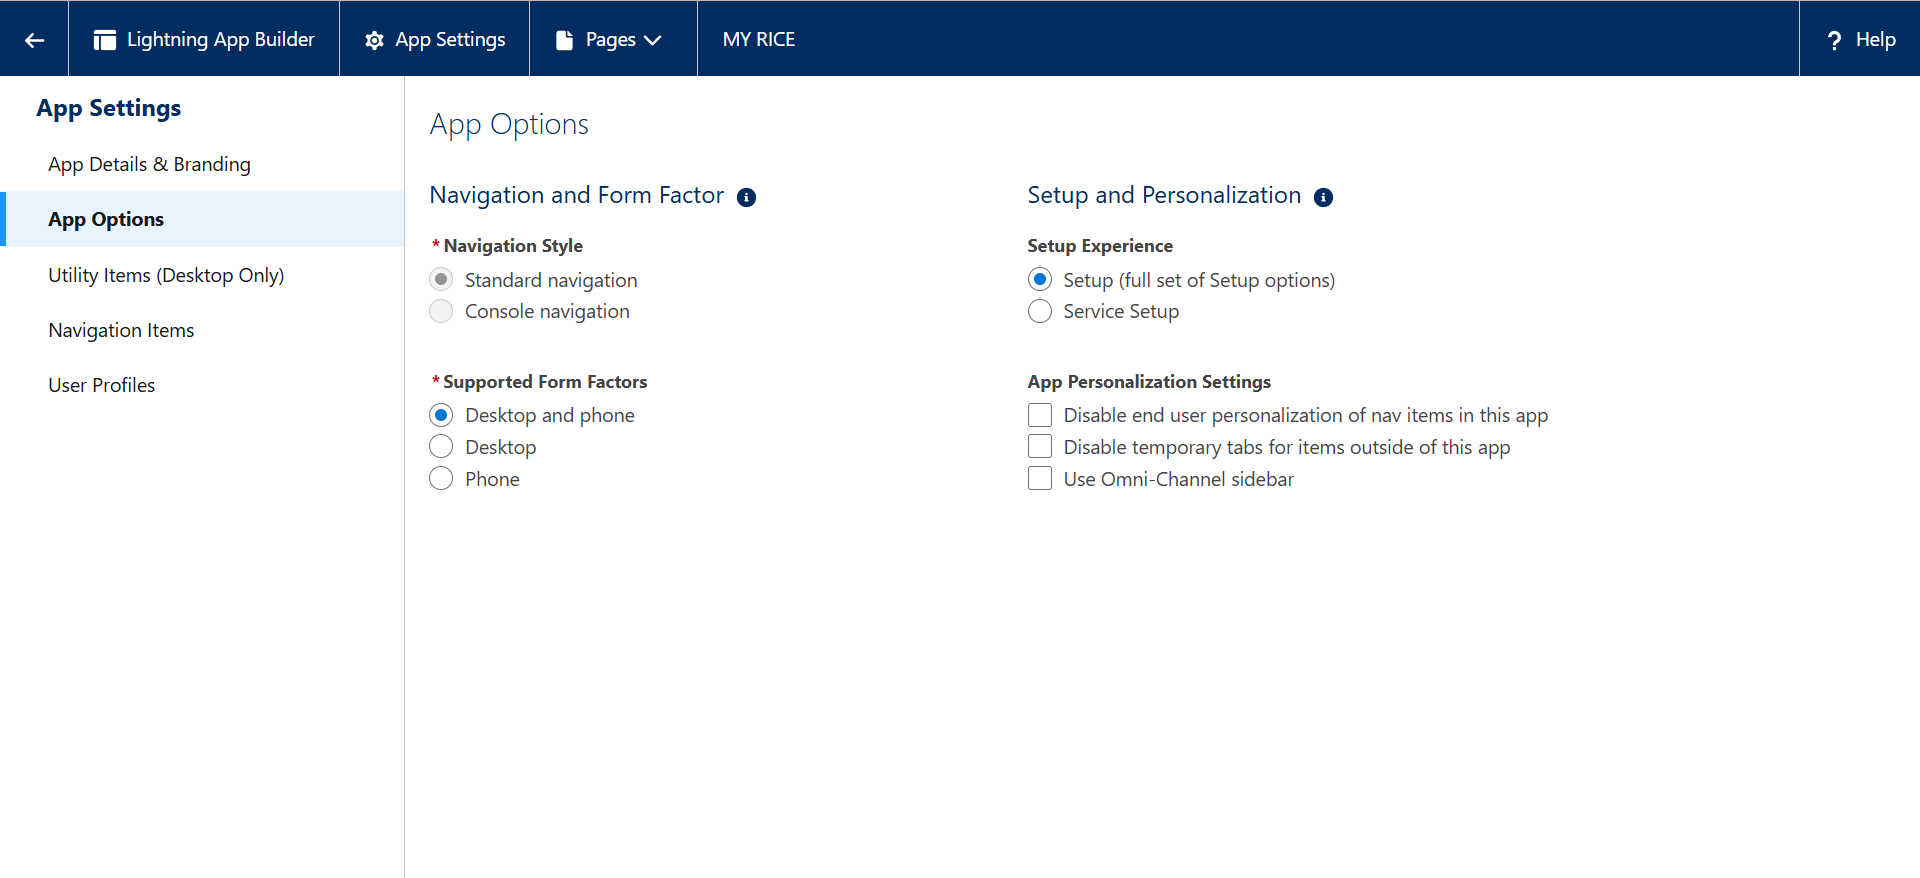 Lightning App Builder
App Settings
Pages
MY RICE
? Help
App Settings
App Details & Branding
App Options
Utility Items (Desktop Only)
Navigation Items
User Profiles
App Options
Navigation and Form Factor
* Navigation Style
Standard navigation
Console navigation
* Supported Form Factors
Desktop and phone
Desktop
Phone
Setup and Personalization
Setup Experience
Setup (full set of Setup options)
Service Setup
App Personalization Settings
Disable end user personalization of nav items in this app
Disable temporary tabs for items outside of this app
Use Omni-Channel sidebar